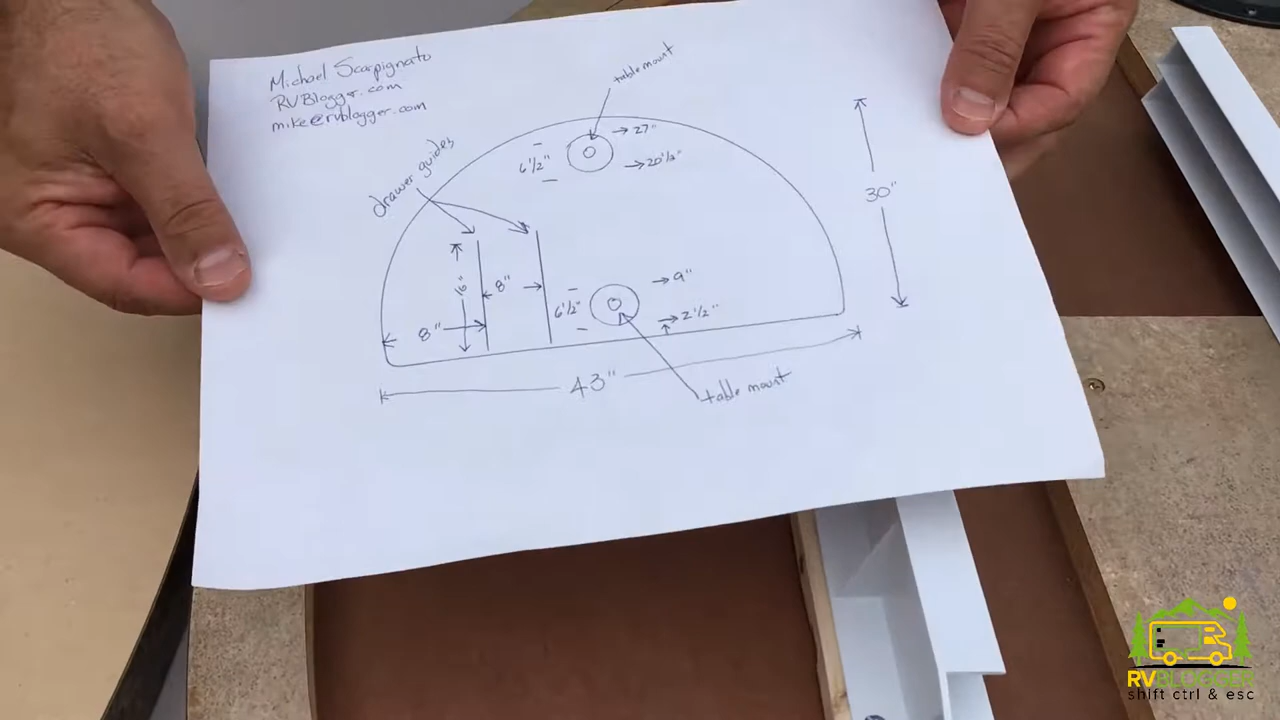 Michael Scarpignato
RVBlogger.com
mike@rvblogger.com
table mount
drawer guides
27"
6 1/2"
20 1/2"
30"
16"
8"
9"
6 1/2"
8"
2 1/2"
43"
table mount
RVBLOGGER
shift ctrl & esc